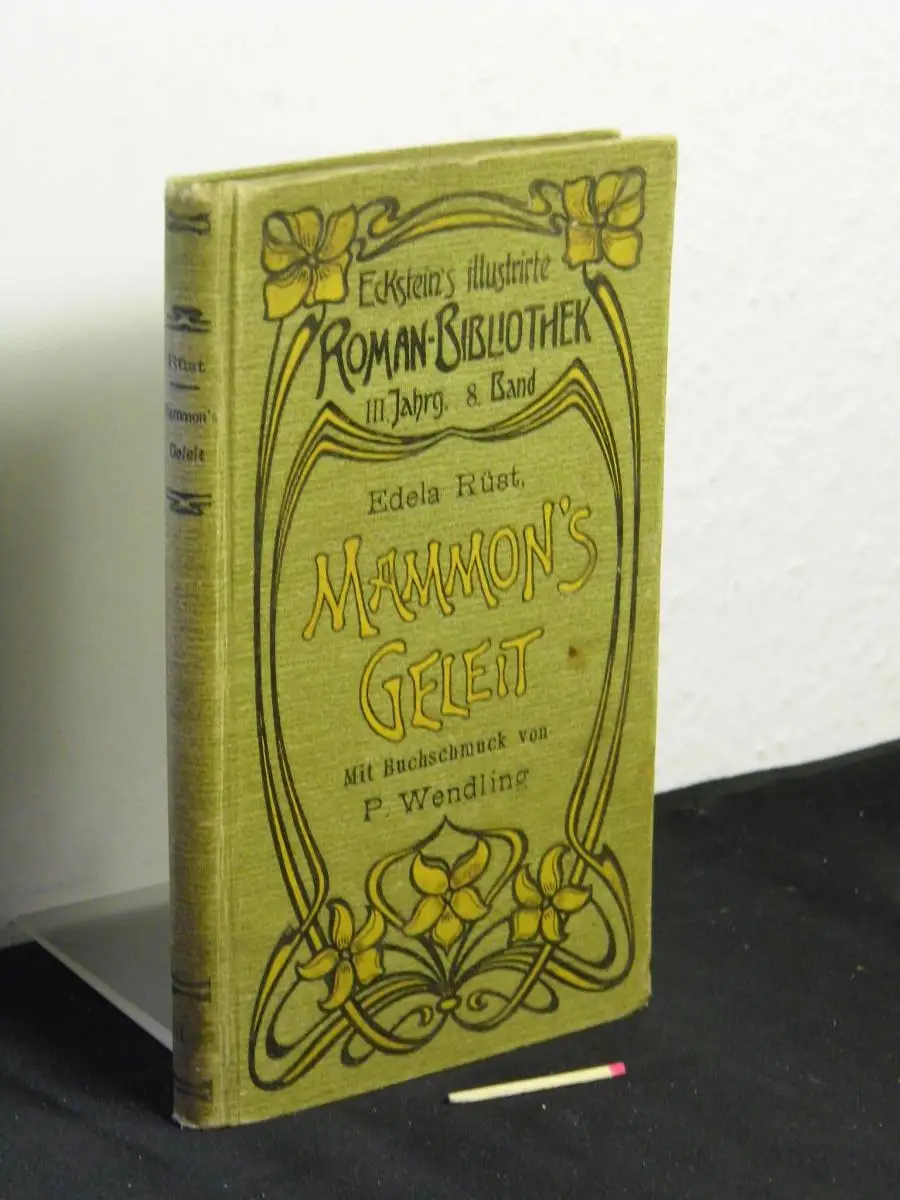 Eckstein's illustrirte
ROMAN-BIBLIOTHEK
III. Jahrg. 8. Band
Edela Rüst.
MAMMON'S
GELEIT
Mit Buchschmuck von
P. Wendling
Rüst
Mammon's
Geleit